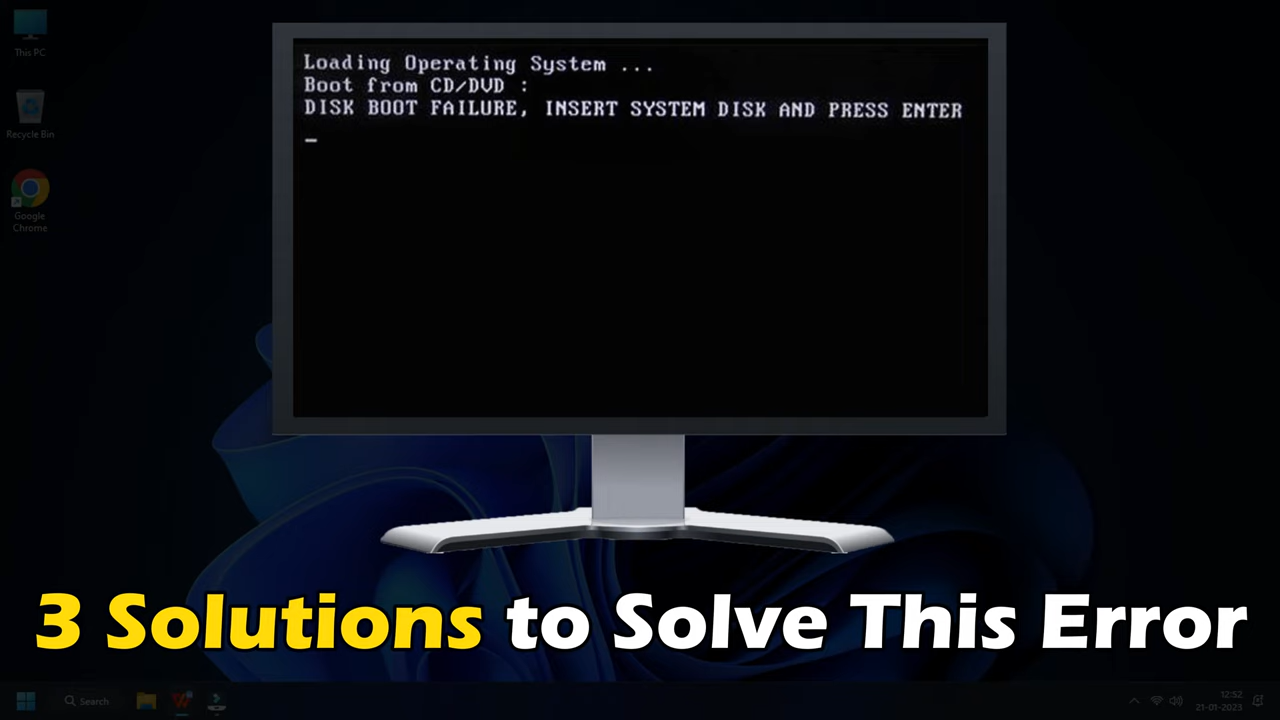 This PC
Loading Operating System ...
Boot from CD/DVD :
DISK BOOT FAILURE, INSERT SYSTEM DISK AND PRESS ENTER
_
Recycle Bin
Google
Chrome
3 Solutions to Solve This Error
Search
12:52
21-01-2023